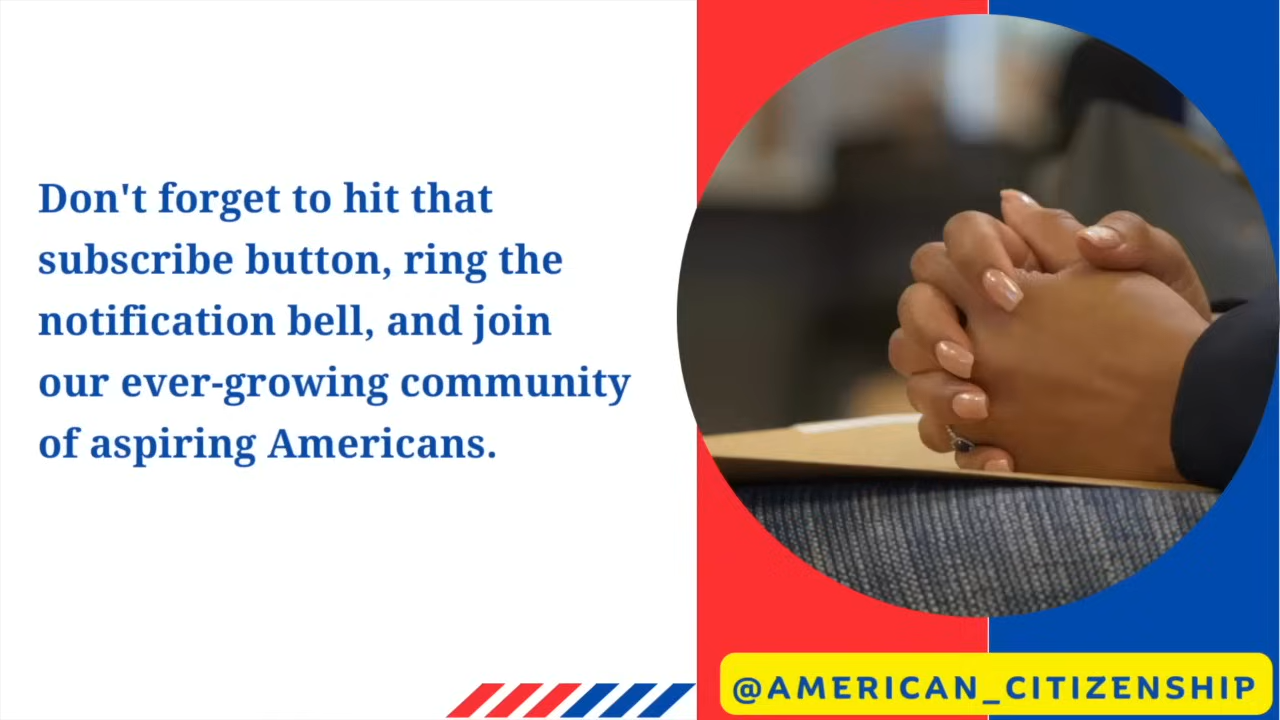 Don't forget to hit that
subscribe button, ring the
notification bell, and join
our ever-growing community
of aspiring Americans.
@AMERICAN_CITIZENSHIP